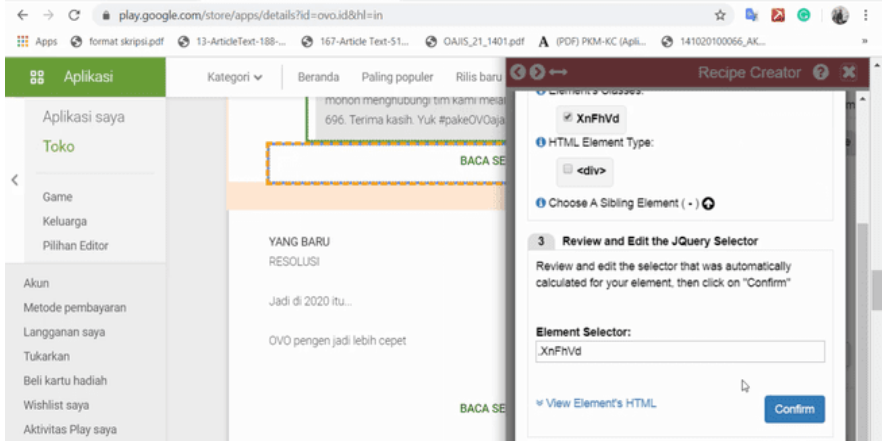 play.google.com/store/apps/details?id=ovo.id&hl=in
Apps format skripsi.pdf 13-ArticleText-188-... 167-Article Text-51... OAJIS_21_1401.pdf (PDF) PKM-KC (Apli... 141020100066_AK... »
Aplikasi Kategori Beranda Paling populer Rilis baru
Aplikasi saya
Toko
Game
Keluarga
Pilihan Editor
Akun
Metode pembayaran
Langganan saya
Tukarkan
Beli kartu hadiah
Wishlist saya
Aktivitas Play saya
mohon menghubungi tim kami melal
696. Terima kasih. Yuk #pakeOVOaja
BACA SE
YANG BARU
RESOLUSI
Jadi di 2020 itu...
OVO pengen jadi lebih cepet
BACA SE
Recipe Creator
Element's Classes:
XnFhVd
HTML Element Type:
<div>
Choose A Sibling Element ( - )
3 Review and Edit the JQuery Selector
Review and edit the selector that was automatically
calculated for your element, then click on "Confirm"
Element Selector:
.XnFhVd
View Element's HTML
Confirm